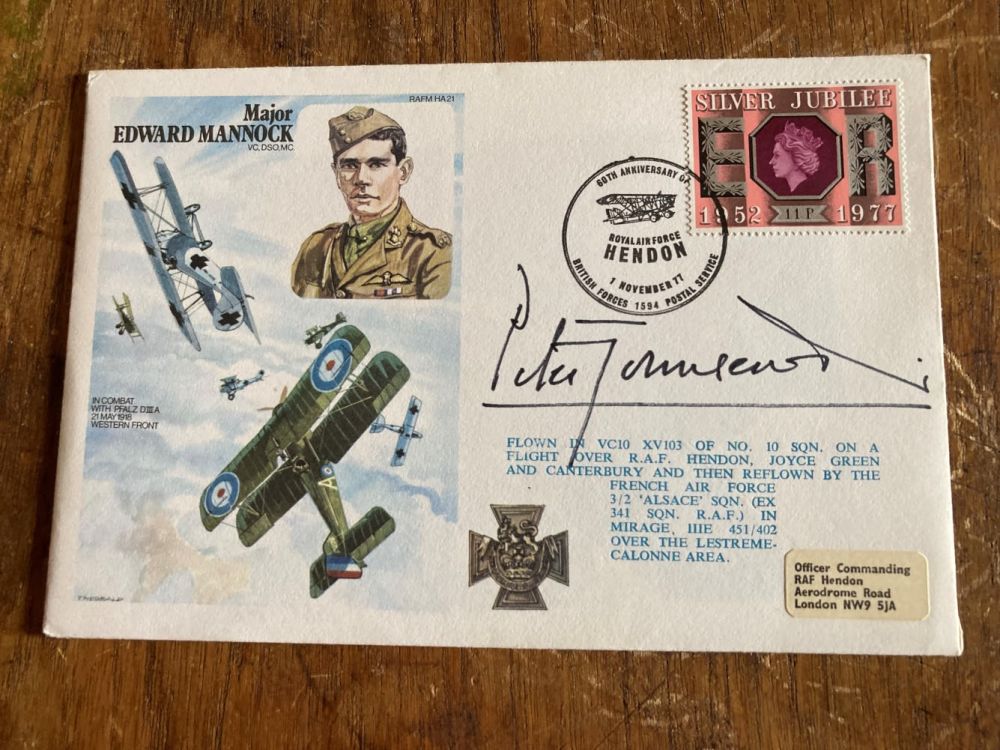 Major
EDWARD MANNOCK
VC, DSO, MC
RAFM HA21
SILVER JUBILEE
E R
1952 11P 1977
60TH ANNIVERSARY OF
ROYAL AIR FORCE
HENDON
1 NOVEMBER 77
BRITISH FORCES 1594 POSTAL SERVICE
IN COMBAT
WITH PFALZ DIIIA
21 MAY 1918
WESTERN FRONT
A
Peter Townsend
FLOWN IN VC10 XV103 OF NO. 10 SQN. ON A
FLIGHT OVER R.A.F. HENDON, JOYCE GREEN
AND CANTERBURY AND THEN REFLOWN BY THE
FRENCH AIR FORCE
3/2 'ALSACE' SQN. (EX
341 SQN. R.A.F.) IN
MIRAGE, IIIE 451/402
OVER THE LESTREME-
CALONNE AREA.
Officer Commanding
RAF Hendon
Aerodrome Road
London NW9 5JA